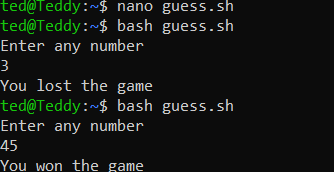 ted@Teddy:~$ nano guess.sh
ted@Teddy:~$ bash guess.sh
Enter any number
3
You lost the game
ted@Teddy:~$ bash guess.sh
Enter any number
45
You won the game